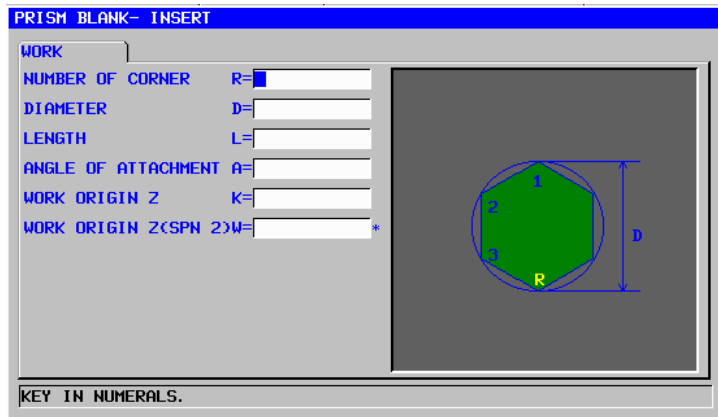 PRISM BLANK- INSERT
WORK
NUMBER OF CORNER R=
DIAMETER D=
LENGTH L=
ANGLE OF ATTACHMENT A=
WORK ORIGIN Z K=
WORK ORIGIN Z(SPN 2)W= *
1
2
D
3
R
KEY IN NUMERALS.